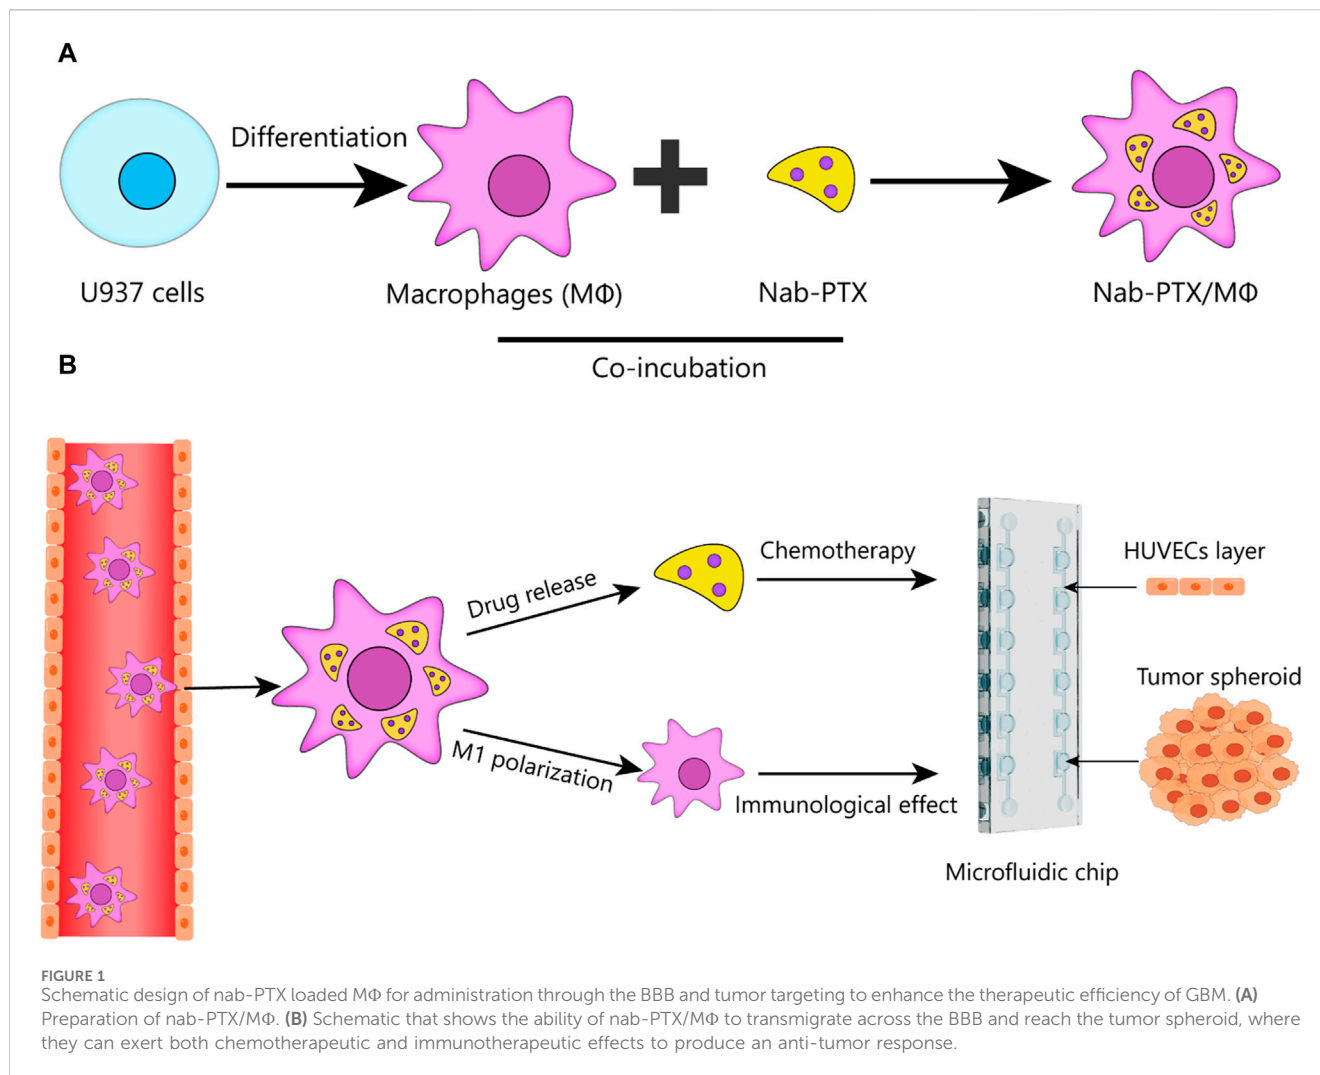 A
Differentiation
U937 cells
Macrophages (MΦ)
Nab-PTX
Nab-PTX/MΦ
Co-incubation
B
Drug release
Chemotherapy
M1 polarization
Immunological effect
HUVECs layer
Tumor spheroid
Microfluidic chip
FIGURE 1
Schematic design of nab-PTX loaded MΦ for administration through the BBB and tumor targeting to enhance the therapeutic efficiency of GBM. (A)
Preparation of nab-PTX/MΦ. (B) Schematic that shows the ability of nab-PTX/MΦ to transmigrate across the BBB and reach the tumor spheroid, where
they can exert both chemotherapeutic and immunotherapeutic effects to produce an anti-tumor response.